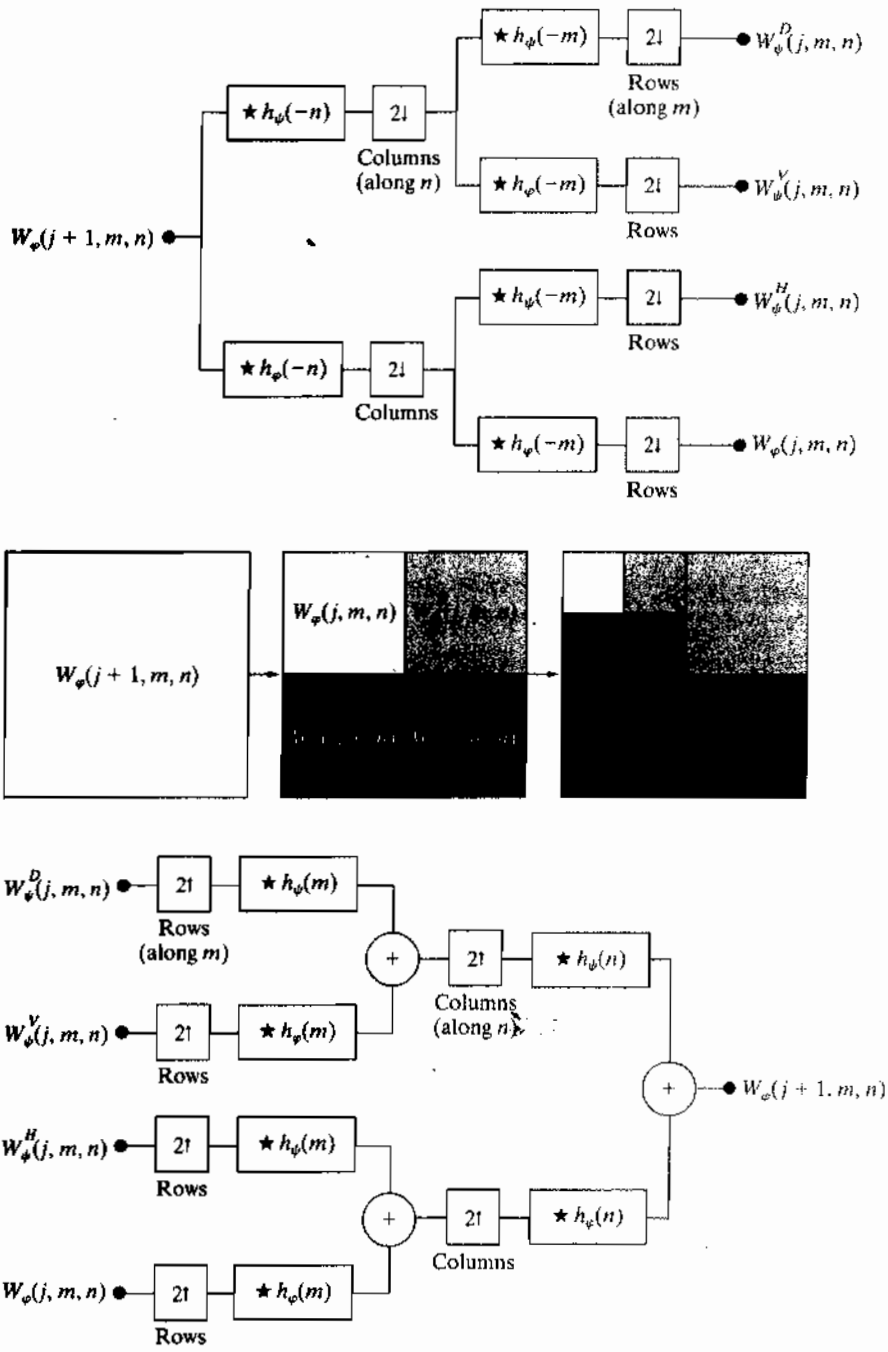 ★ h_ψ(−m) 2↓ W_ψ^D(j, m, n)
Rows
(along m)
★ h_ψ(−n) 2↓
Columns
(along n)
★ h_φ(−m) 2↓ W_ψ^V(j, m, n)
Rows
W_φ(j + 1, m, n)
★ h_ψ(−m) 2↓ W_ψ^H(j, m, n)
Rows
★ h_φ(−n) 2↓
Columns
★ h_φ(−m) 2↓ W_φ(j, m, n)
Rows
W_φ(j + 1, m, n)
W_φ(j, m, n)
W_ψ^D(j, m, n) 2↑ ★ h_ψ(m)
Rows
(along m)
+ 2↑ ★ h_ψ(n)
Columns
(along n)
W_ψ^V(j, m, n) 2↑ ★ h_φ(m)
Rows
+ W_φ(j + 1, m, n)
W_ψ^H(j, m, n) 2↑ ★ h_ψ(m)
Rows
+ 2↑ ★ h_φ(n)
Columns
W_φ(j, m, n) 2↑ ★ h_φ(m)
Rows